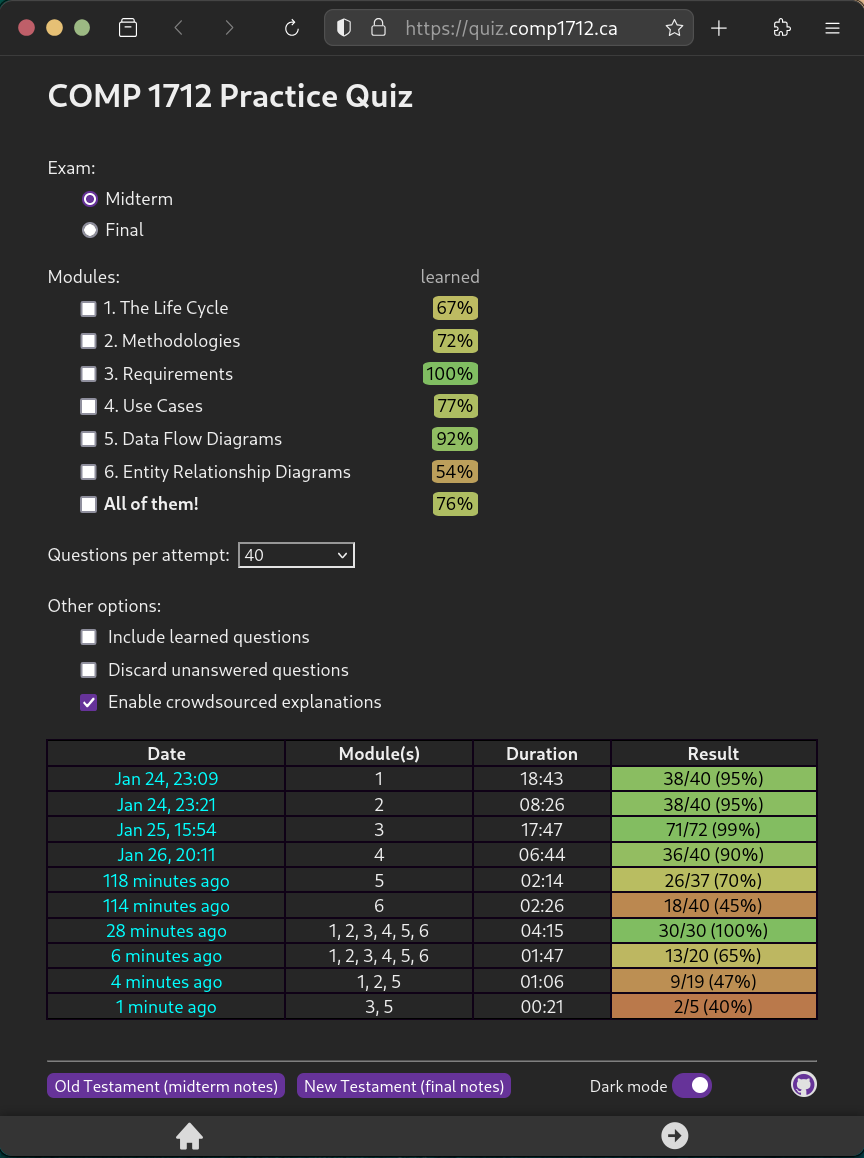 https://quiz.comp1712.ca
COMP 1712 Practice Quiz
Exam:
Midterm
Final
Modules: learned
1. The Life Cycle 67%
2. Methodologies 72%
3. Requirements 100%
4. Use Cases 77%
5. Data Flow Diagrams 92%
6. Entity Relationship Diagrams 54%
All of them! 76%
Questions per attempt: 40
Other options:
Include learned questions
Discard unanswered questions
Enable crowdsourced explanations
Date Module(s) Duration Result
Jan 24, 23:09 1 18:43 38/40 (95%)
Jan 24, 23:21 2 08:26 38/40 (95%)
Jan 25, 15:54 3 17:47 71/72 (99%)
Jan 26, 20:11 4 06:44 36/40 (90%)
118 minutes ago 5 02:14 26/37 (70%)
114 minutes ago 6 02:26 18/40 (45%)
28 minutes ago 1, 2, 3, 4, 5, 6 04:15 30/30 (100%)
6 minutes ago 1, 2, 3, 4, 5, 6 01:47 13/20 (65%)
4 minutes ago 1, 2, 5 01:06 9/19 (47%)
1 minute ago 3, 5 00:21 2/5 (40%)
Old Testament (midterm notes) New Testament (final notes) Dark mode